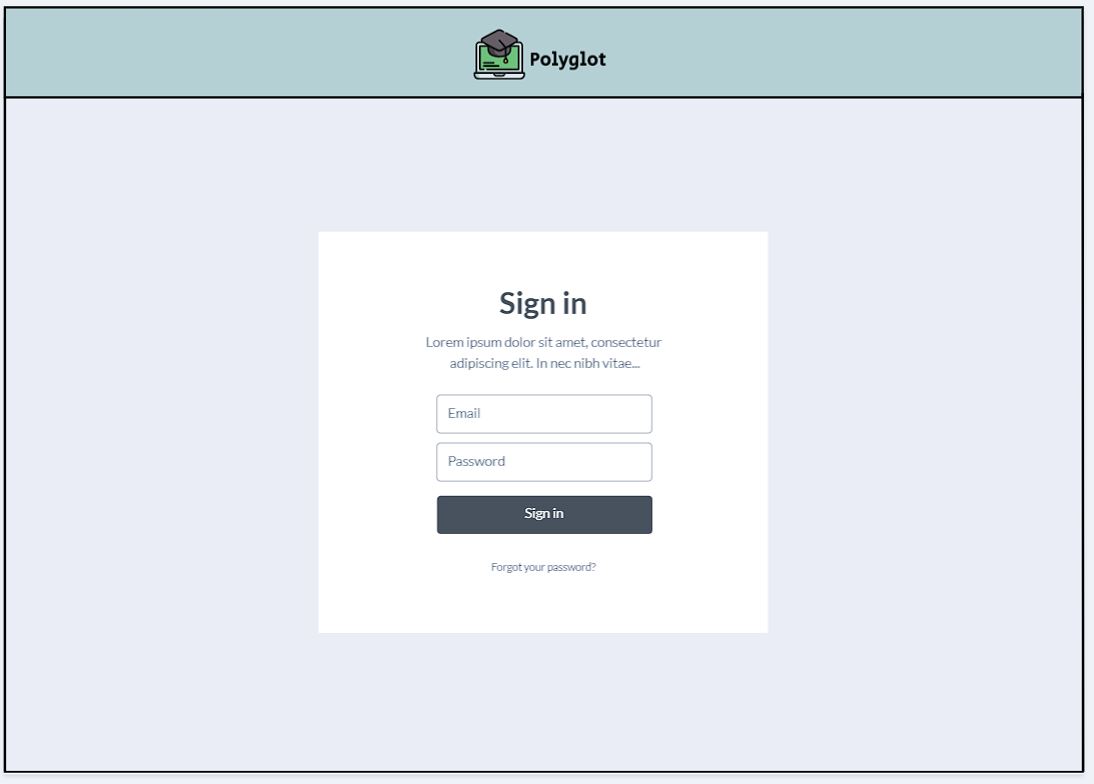 Polyglot
Sign in
Lorem ipsum dolor sit amet, consectetur
adipiscing elit. In nec nibh vitae...
Email
Password
Sign in
Forgot your password?